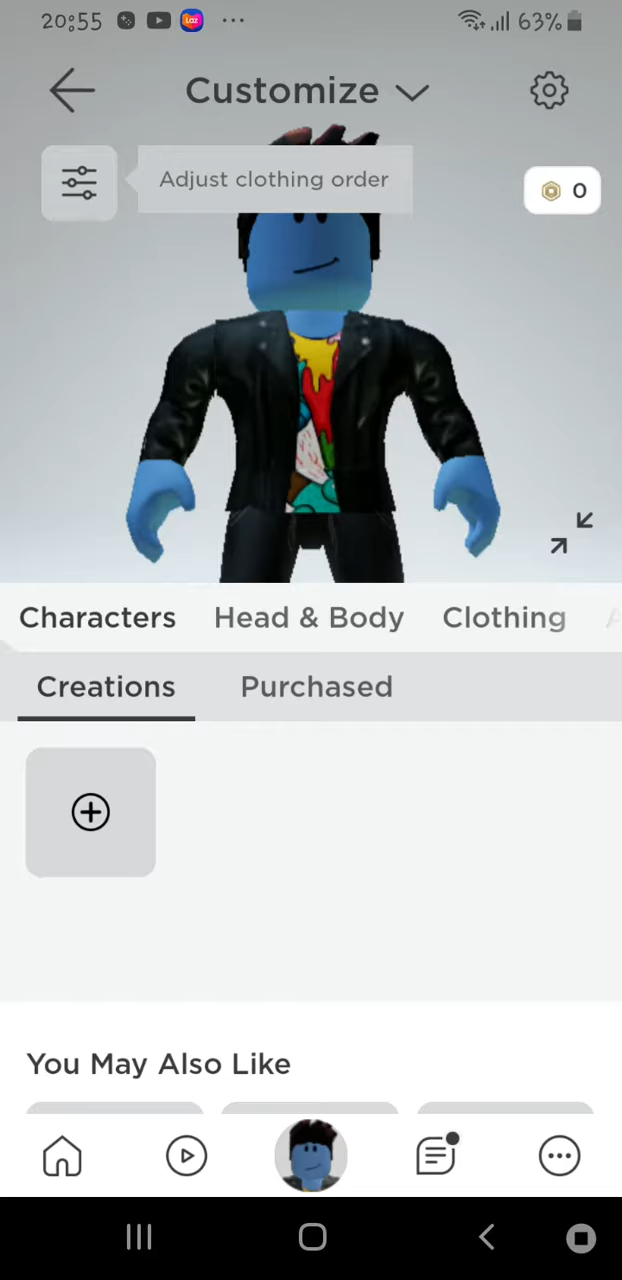 20:55
63%
Customize
Adjust clothing order
0
Characters Head & Body Clothing
Creations Purchased
You May Also Like